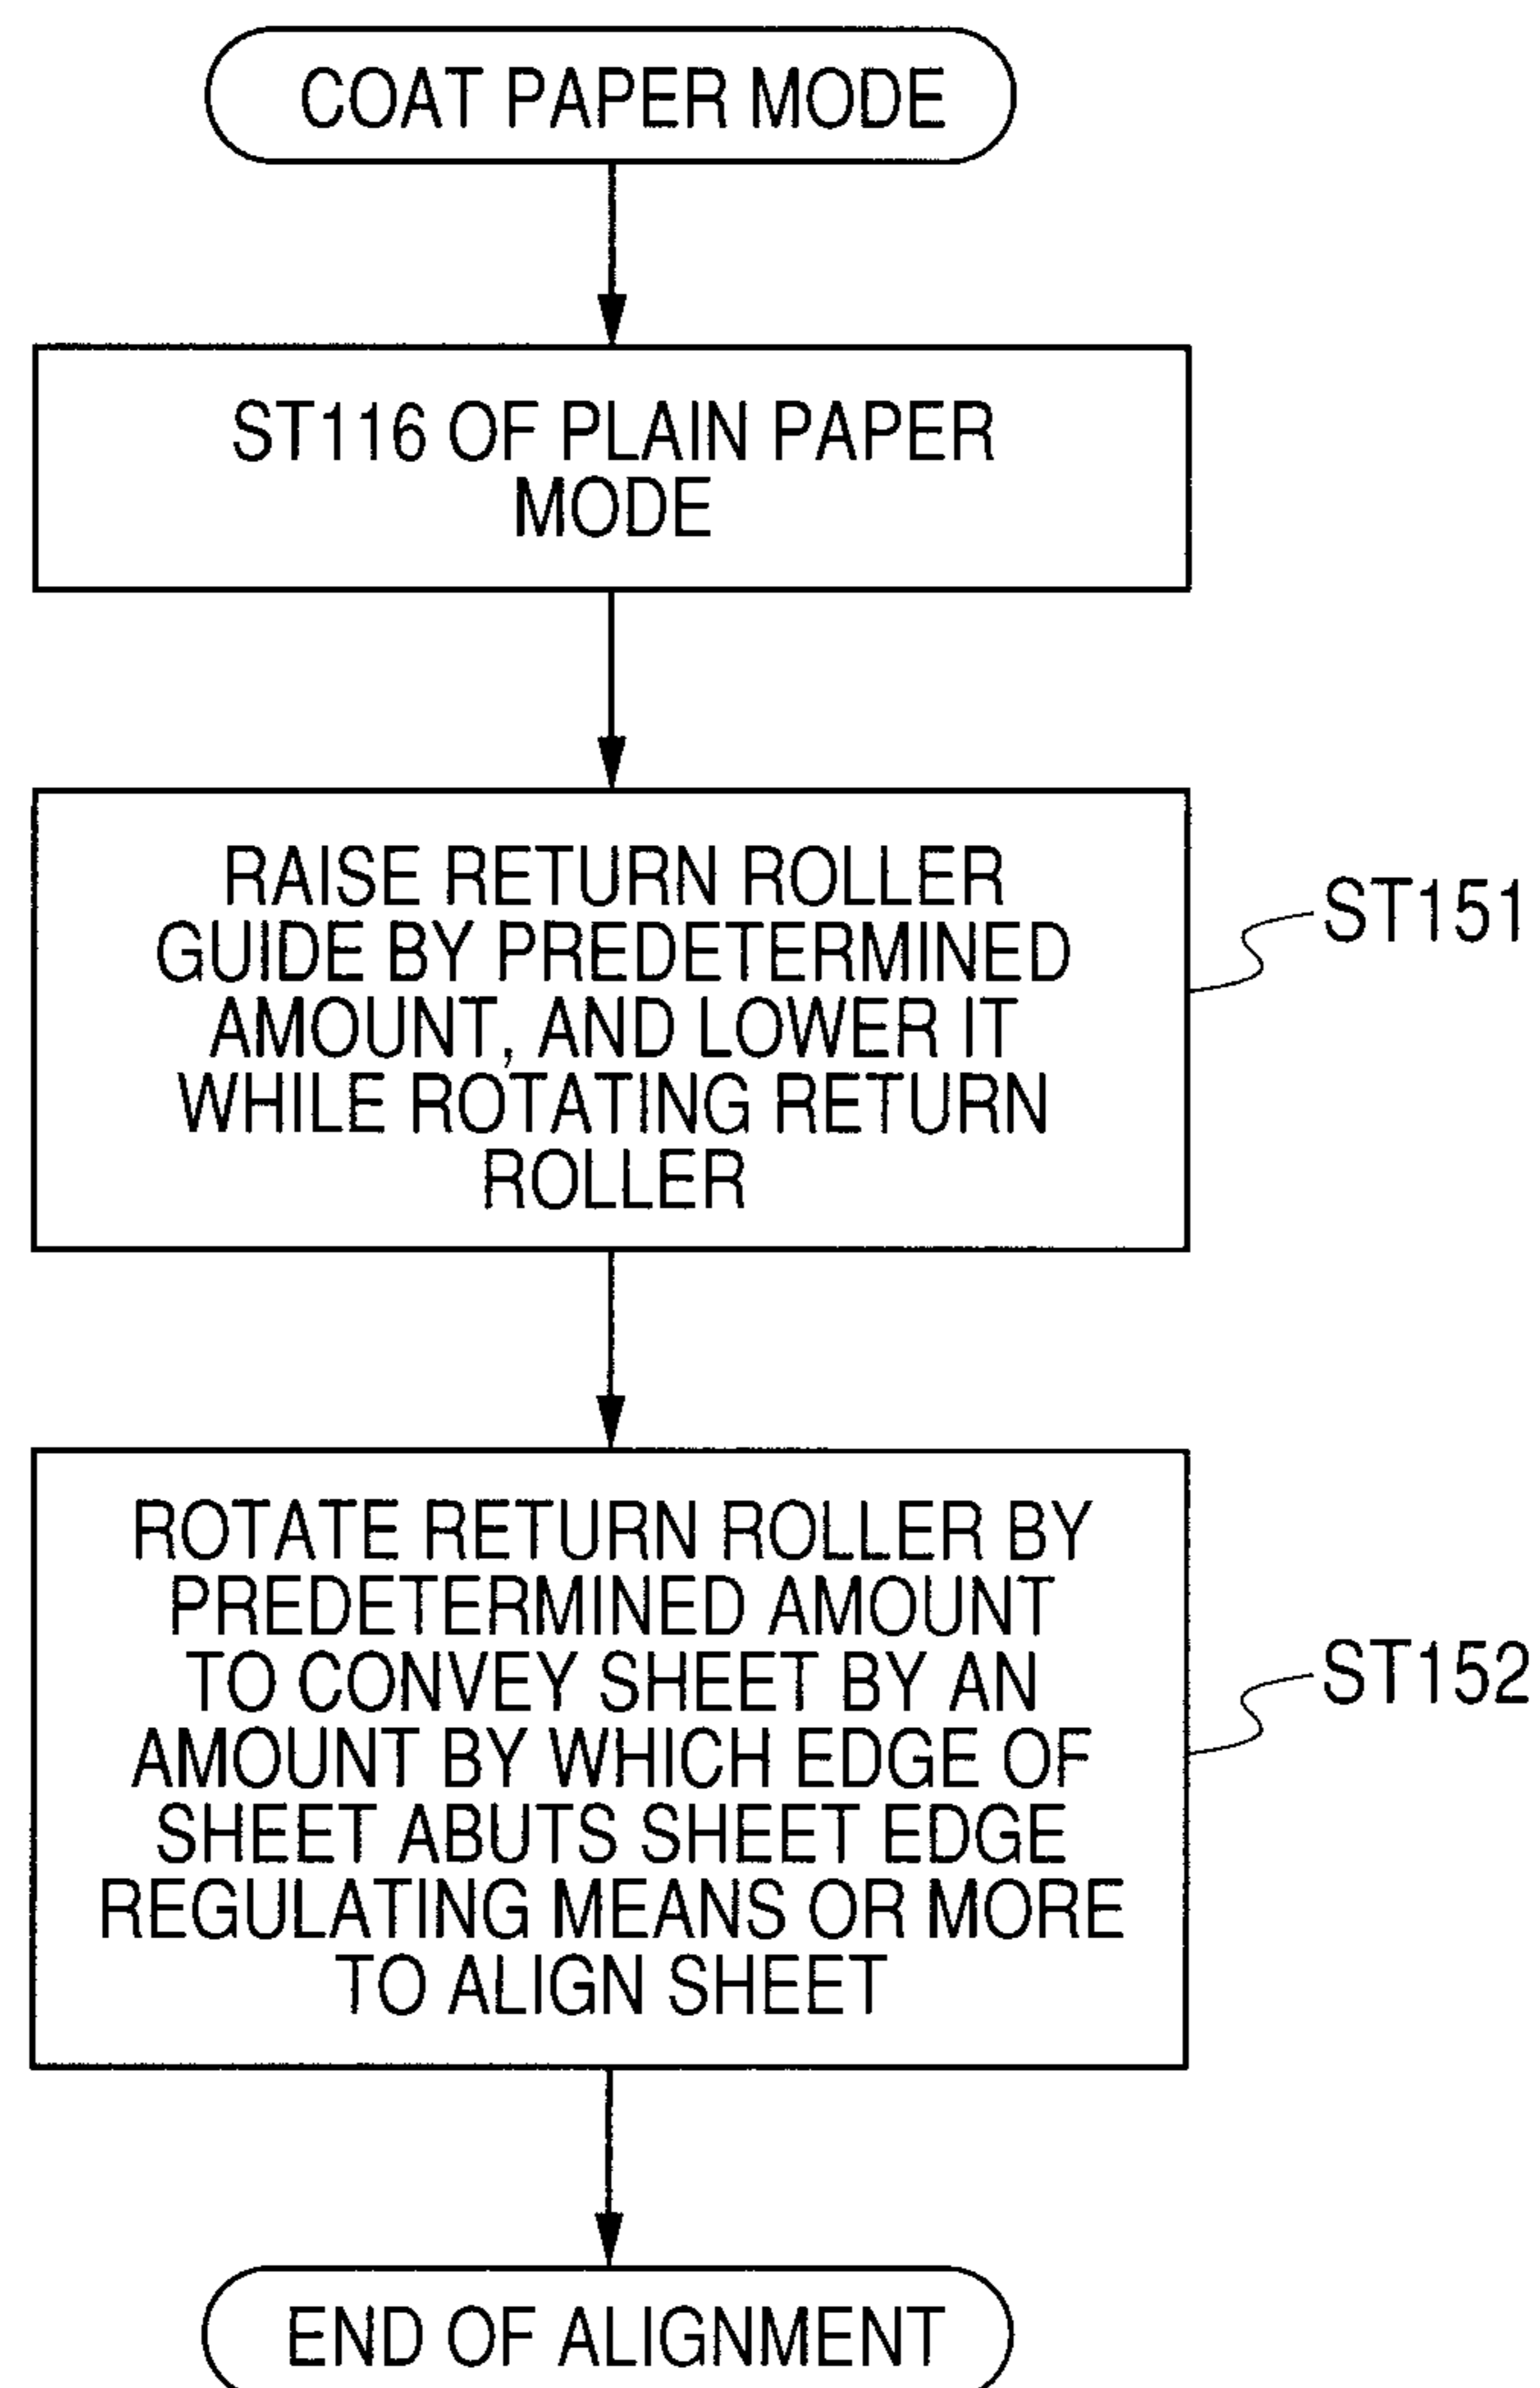 COAT PAPER MODE
ST116 OF PLAIN PAPER
MODE
RAISE RETURN ROLLER
GUIDE BY PREDETERMINED
AMOUNT, AND LOWER IT
WHILE ROTATING RETURN
ROLLER
ST151
ROTATE RETURN ROLLER BY
PREDETERMINED AMOUNT
TO CONVEY SHEET BY AN
AMOUNT BY WHICH EDGE OF
SHEET ABUTS SHEET EDGE
REGULATING MEANS OR MORE
TO ALIGN SHEET
ST152
END OF ALIGNMENT